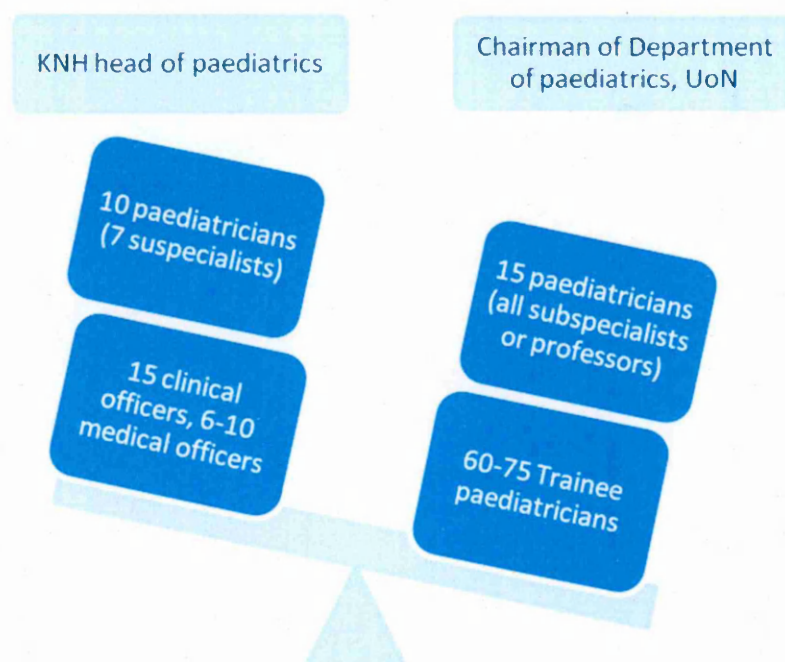 KNH head of paediatrics
Chairman of Department
of paediatrics, UoN
10 paediatricians
(7 suspecialists)
15 clinical
officers, 6-10
medical officers
15 paediatricians
(all subspecialists
or professors)
60-75 Trainee
paediatricians